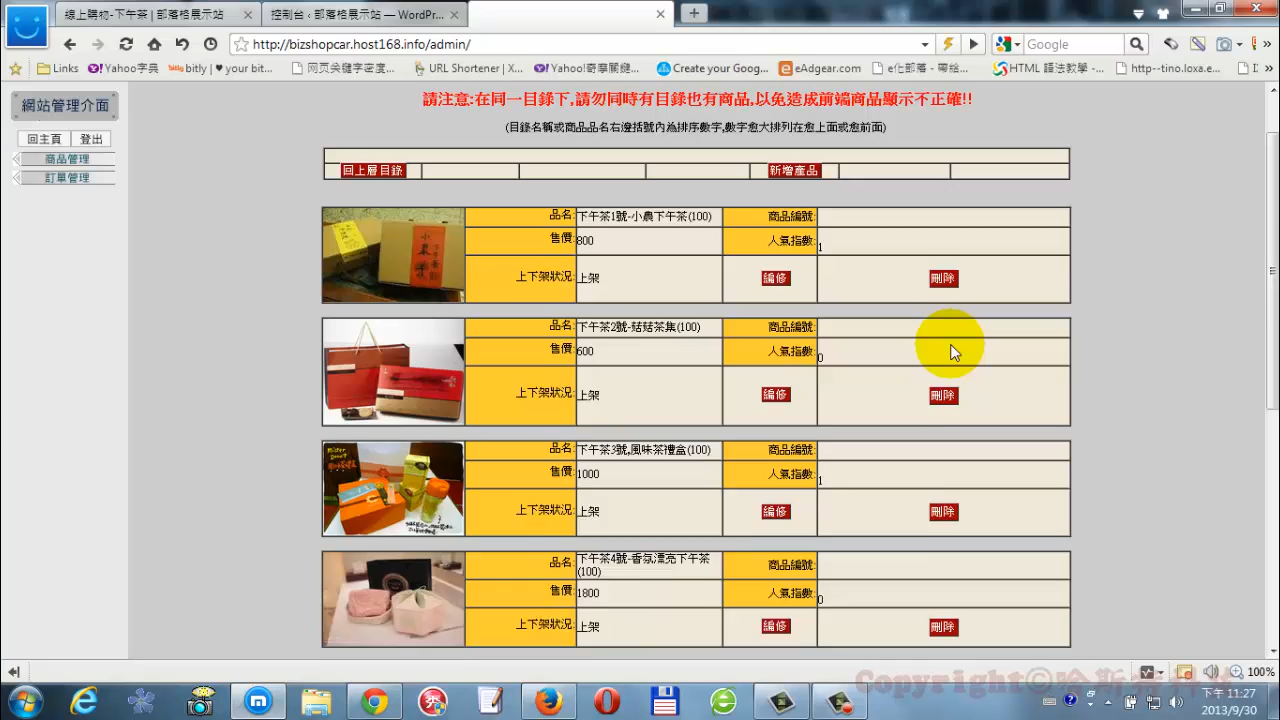 線上購物-下午茶 | 部落格展示站
控制台 ‹ 部落格展示站 — WordPr...
http://bizshopcar.host168.info/admin/
Google
Links
Yahoo字典
bitly ♥ your bit...
网页关键字密度...
URL Shortener | X...
Yahoo!奇摩關鍵...
Create your Goog...
eAdgear.com
HTML 語法教學 -...
http--tino.loxa.e...
網站管理介面
回主頁
登出
商品管理
訂單管理
請注意:在同一目錄下,請勿同時有目錄也有商品,以免造成前端商品顯示不正確!!
(目錄名稱或商品品名右邊括號內為排序數字,數字愈大排列在愈上面或愈前面)
回上層目錄
新增產品
品名: 下午茶1號-小農下午茶(100) 商品編號:
售價: 800 人氣指數: 1
上下架狀況: 上架 編修 刪除
品名: 下午茶2號-菇菇茶集(100) 商品編號:
售價: 600 人氣指數: 0
上下架狀況: 上架 編修 刪除
品名: 下午茶3號,風味茶禮盒(100) 商品編號:
售價: 1000 人氣指數: 1
上下架狀況: 上架 編修 刪除
品名: 下午茶4號-香氛漂亮下午茶(100) 商品編號:
售價: 1800 人氣指數: 0
上下架狀況: 上架 編修 刪除
100%
下午 11:27
2013/9/30